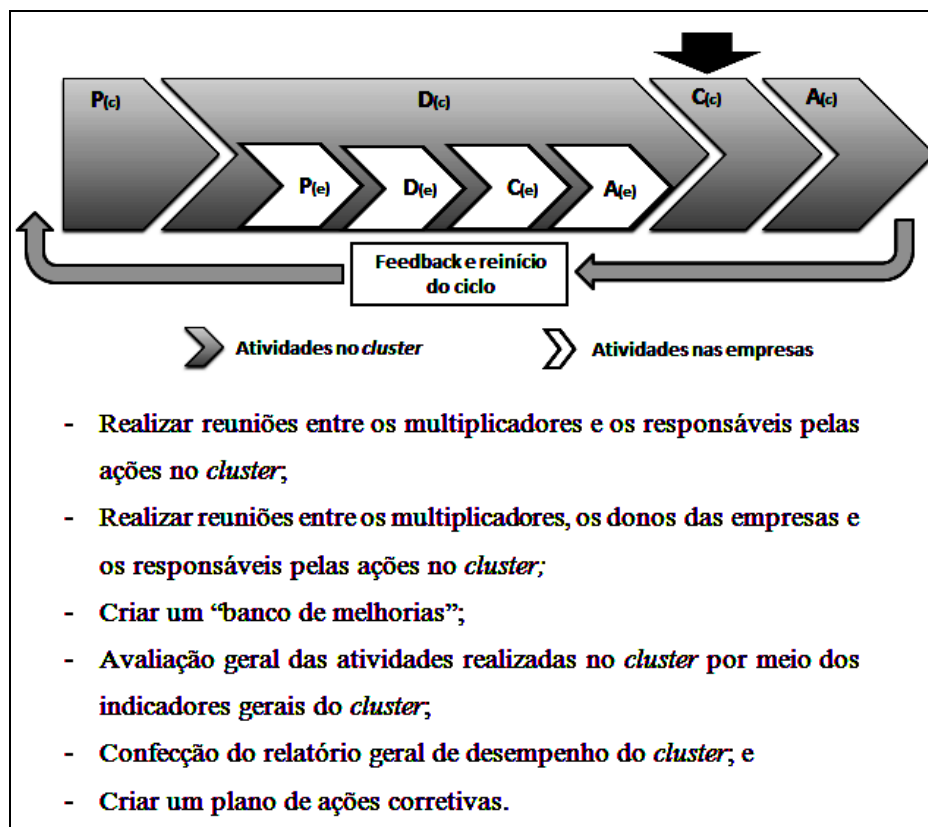 P(c)
D(c)
C(c)
A(c)
P(e)
D(e)
C(e)
A(e)
Feedback e reinício
do ciclo
Atividades no cluster
Atividades nas empresas
- Realizar reuniões entre os multiplicadores e os responsáveis pelas
ações no cluster;
- Realizar reuniões entre os multiplicadores, os donos das empresas e
os responsáveis pelas ações no cluster;
- Criar um “banco de melhorias”;
- Avaliação geral das atividades realizadas no cluster por meio dos
indicadores gerais do cluster;
- Confecção do relatório geral de desempenho do cluster; e
- Criar um plano de ações corretivas.